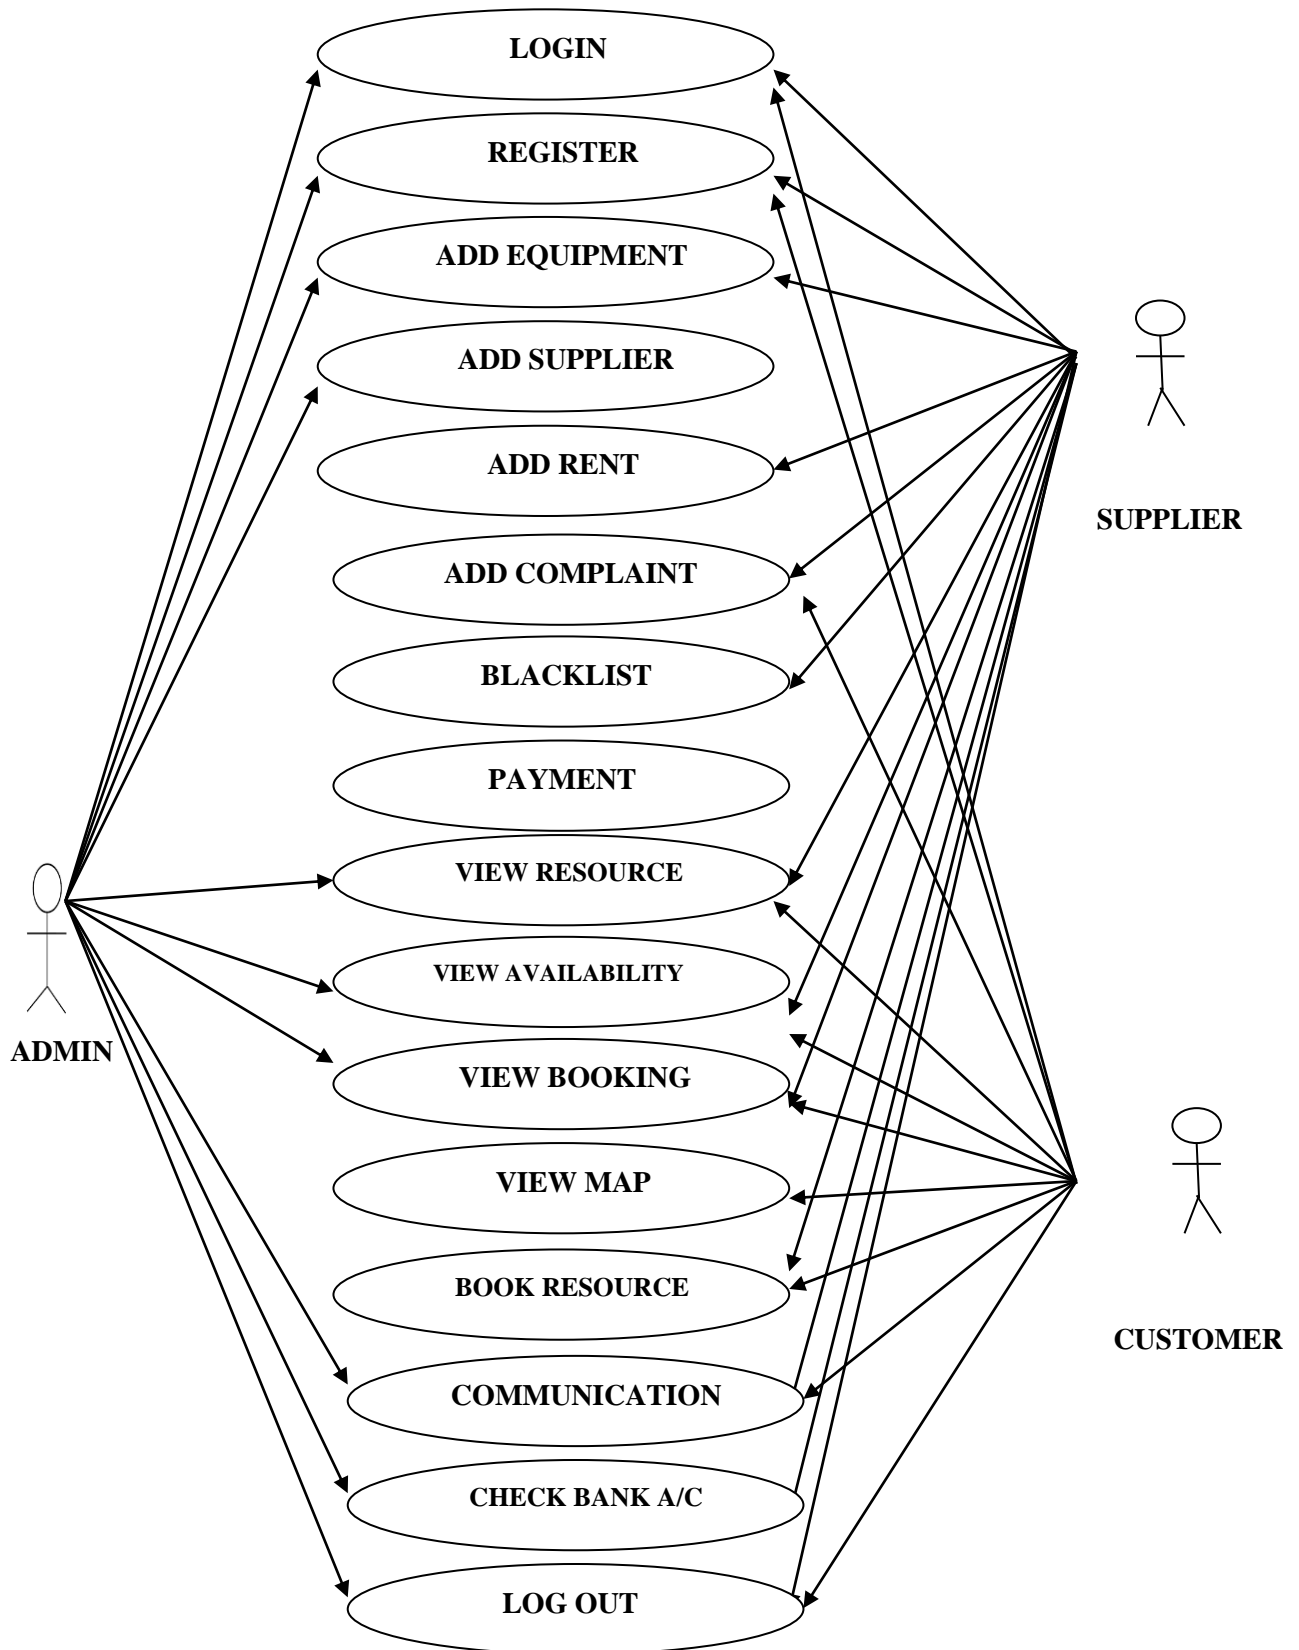 LOGIN
REGISTER
ADD EQUIPMENT
ADD SUPPLIER
ADD RENT
SUPPLIER
ADD COMPLAINT
BLACKLIST
PAYMENT
VIEW RESOURCE
VIEW AVAILABILITY
ADMIN
VIEW BOOKING
VIEW MAP
BOOK RESOURCE
CUSTOMER
COMMUNICATION
CHECK BANK A/C
LOG OUT